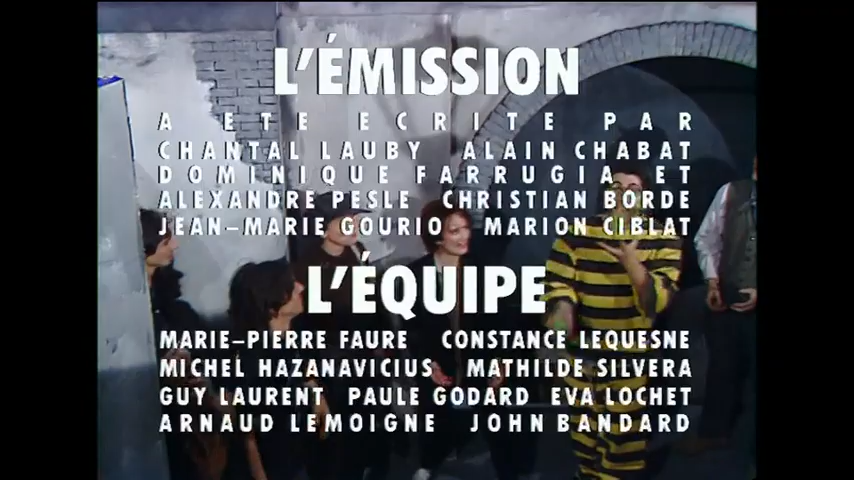 L'ÉMISSION
A ETE ECRITE PAR
CHANTAL LAUBY ALAIN CHABAT
DOMINIQUE FARRUGIA ET
ALEXANDRE PESLE CHRISTIAN BORDE
JEAN-MARIE GOURIO MARION CIBLAT
L'ÉQUIPE
MARIE-PIERRE FAURE CONSTANCE LEQUESNE
MICHEL HAZANAVICIUS MATHILDE SILVERA
GUY LAURENT PAULE GODARD EVA LOCHET
ARNAUD LEMOIGNE JOHN BANDARD